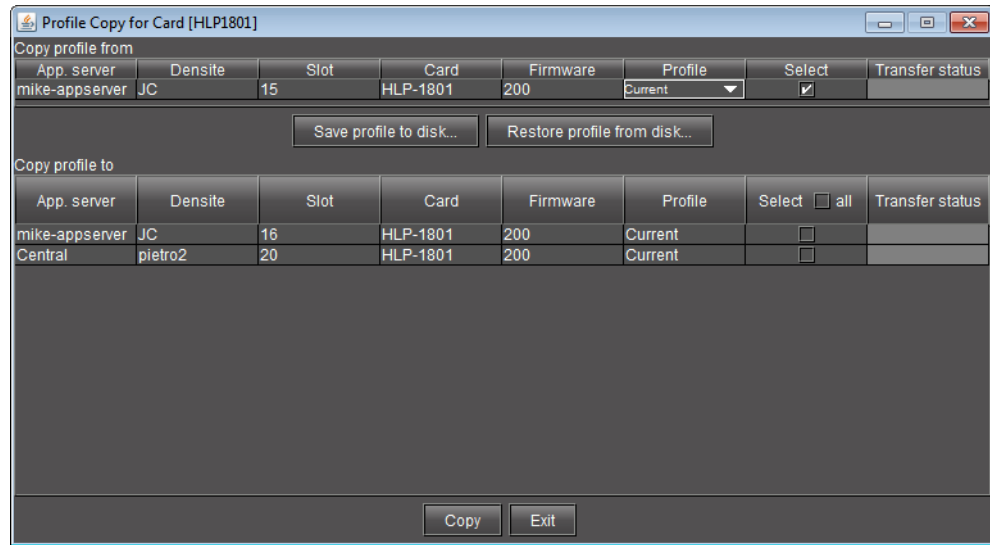 Profile Copy for Card [HLP1801]
Copy profile from
App. server Densite Slot Card Firmware Profile Select Transfer status
mike-appserver JC 15 HLP-1801 200 Current
Save profile to disk... Restore profile from disk...
Copy profile to
App. server Densite Slot Card Firmware Profile Select all Transfer status
mike-appserver JC 16 HLP-1801 200 Current
Central pietro2 20 HLP-1801 200 Current
Copy Exit